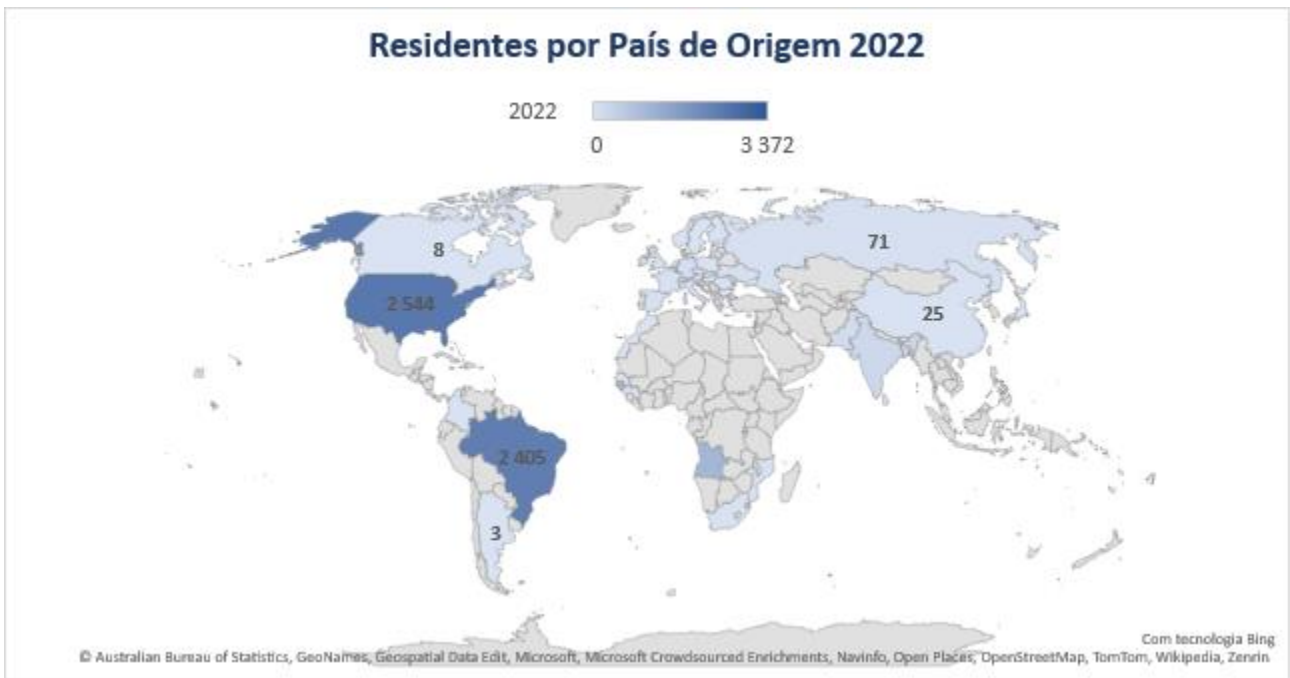 Residentes por País de Origem 2022
2022
0 3 372
8
71
2 544
25
2 405
3
Com tecnologia Bing
© Australian Bureau of Statistics, GeoNames, Geospatial Data Edit, Microsoft, Microsoft Crowdsourced Enrichments, Navinfo, Open Places, OpenStreetMap, TomTom, Wikipedia, Zenrin